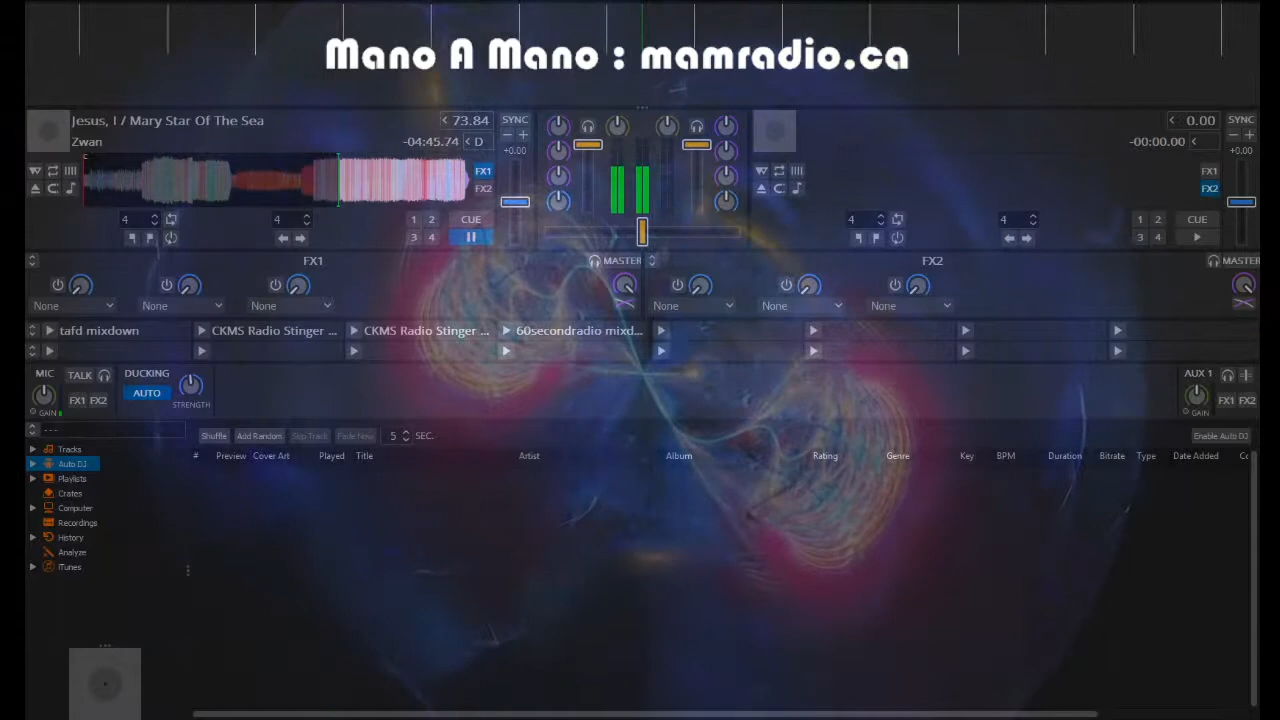 Mano A Mano : mamradio.ca
Jesus, I / Mary Star Of The Sea
73.84
SYNC
0.00
SYNC
Zwan
-04:45.74
D
+0.00
-00:00.00
+0.00
FX1
FX2
FX1
FX2
4
4
1 2
CUE
3 4
4
4
1 2
CUE
3 4
FX1
MASTER
FX2
MASTER
None
None
None
None
None
None
tafd mixdown
CKMS Radio Stinger ...
CKMS Radio Stinger ...
60secondradio mixd...
MIC
TALK
DUCKING
AUX 1
FX1 FX2
AUTO
STRENGTH
FX1 FX2
GAIN
GAIN
---
Shuffle
Add Random
Skip Track
Fade Now
5
SEC.
Enable Auto DJ
Tracks
Auto DJ
Playlists
Crates
Computer
Recordings
History
Analyze
iTunes
# Preview Cover Art Played Title Artist Album Rating Genre Key BPM Duration Bitrate Type Date Added Co